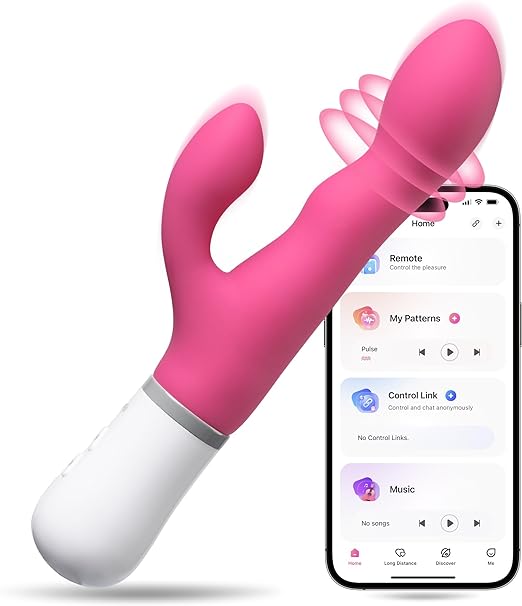 Home
Remote
Control the pleasure
My Patterns
Pulse
Control Link
Control and chat anonymously
No Control Links.
Music
No songs
Home
Long Distance
Discover
Me